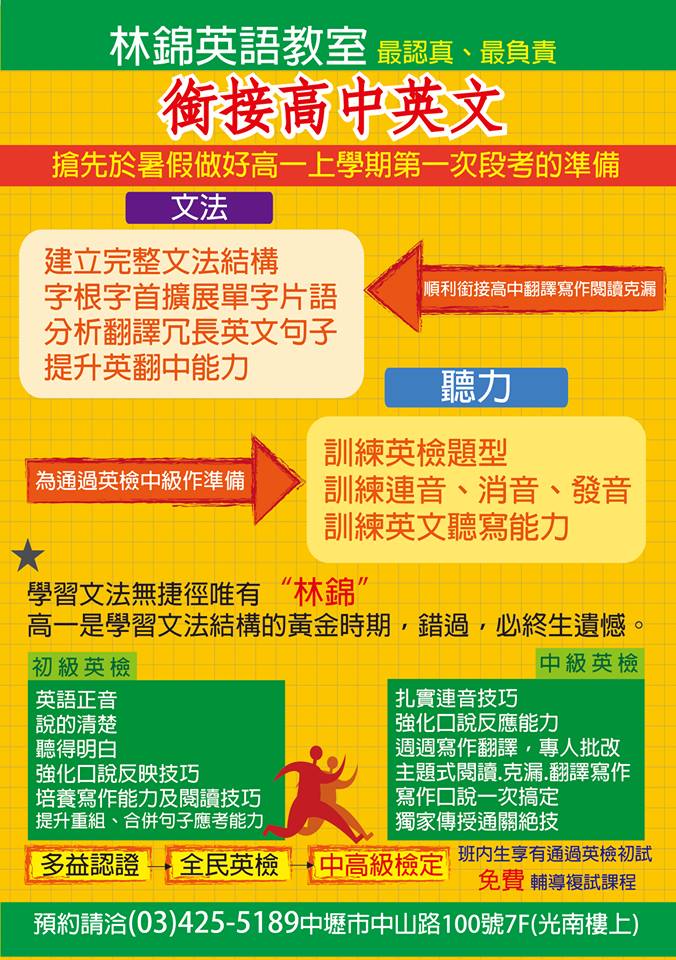 林錦英語教室 最認真、最負責
銜接高中英文
搶先於暑假做好高一上學期第一次段考的準備
文法
建立完整文法結構
字根字首擴展單字片語
分析翻譯冗長英文句子
提升英翻中能力
順利銜接高中翻譯寫作閱讀克漏
聽力
為通過英檢中級作準備
訓練英檢題型
訓練連音、消音、發音
訓練英文聽寫能力
學習文法無捷徑唯有“林錦”
高一是學習文法結構的黃金時期，錯過，必終生遺憾。
初級英檢
英語正音
說的清楚
聽得明白
強化口說反映技巧
培養寫作能力及閱讀技巧
提升重組、合併句子應考能力
中級英檢
扎實連音技巧
強化口說反應能力
週週寫作翻譯，專人批改
主題式閱讀.克漏.翻譯寫作
寫作口說一次搞定
獨家傳授通關絕技
多益認證 全民英檢 中高級檢定
班內生享有通過英檢初試
免費 輔導複試課程
預約請洽(03)425-5189中壢市中山路100號7F(光南樓上)